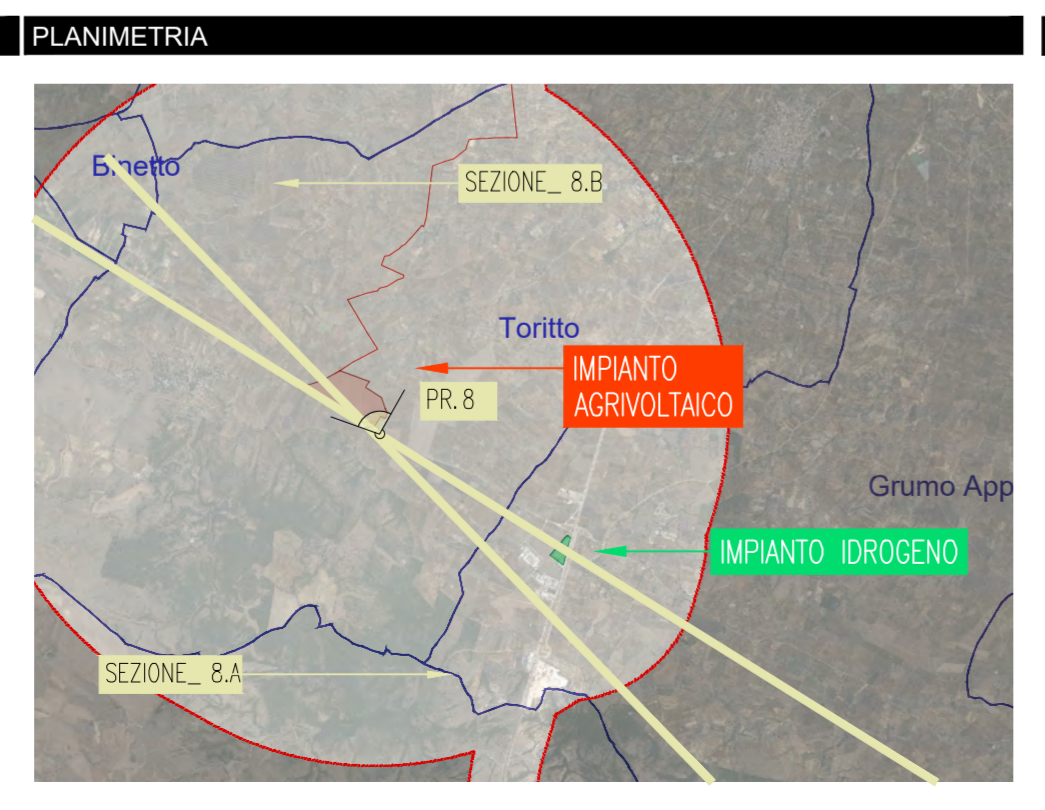 PLANIMETRIA
Binetto
SEZIONE_ 8.B
Toritto
IMPIANTO
AGRIVOLTAICO
PR.8
Grumo App
IMPIANTO IDROGENO
SEZIONE_ 8.A